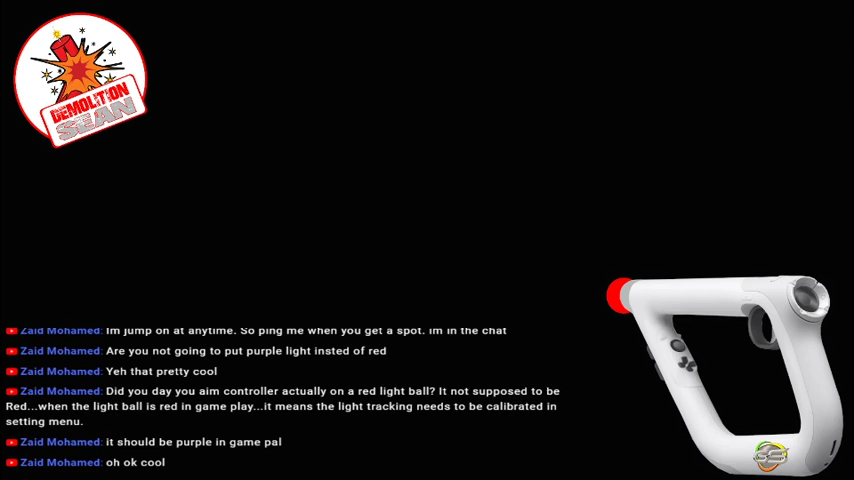 DEMOLITION
SEAN
Zaid Mohamed: Im jump on at anytime. So ping me when you get a spot. im in the chat
Zaid Mohamed: Are you not going to put purple light insted of red
Zaid Mohamed: Yeh that pretty cool
Zaid Mohamed: Did you day you aim controller actually on a red light ball? It not supposed to be
Red...when the light ball is red in game play...it means the light tracking needs to be calibrated in
setting menu.
Zaid Mohamed: it should be purple in game pal
Zaid Mohamed: oh ok cool